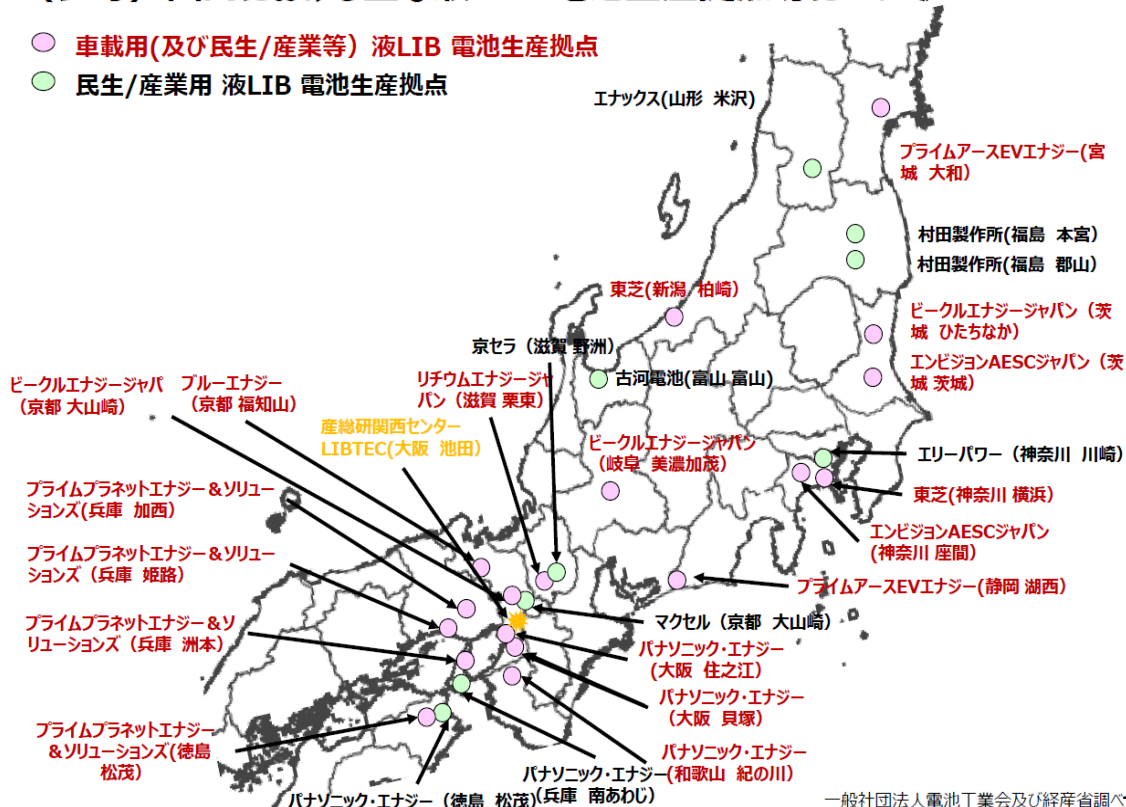 車載用(及び民生/産業等）液LIB 電池生産拠点
民生/産業用 液LIB 電池生産拠点
エナックス(山形 米沢)
プライムアースEVエナジー(宮
城 大和）
村田製作所(福島 本宮）
村田製作所(福島 郡山)
東芝(新潟 柏崎）
ビークルエナジージャパン（茨
城 ひたちなか）
京セラ（滋賀 野洲）
エンビジョンAESCジャパン（茨
城 茨城）
ビークルエナジージャパ
ン（京都 大山崎）
ブルーエナジー
（京都 福知山）
リチウムエナジージャ
パン（滋賀 栗東）
古河電池(富山 富山）
産総研関西センター
LIBTEC(大阪 池田）
ビークルエナジージャパン
（岐阜 美濃加茂）
エリーパワー（神奈川 川崎）
東芝(神奈川 横浜）
プライムプラネットエナジー＆ソリュー
ションズ(兵庫 加西）
エンビジョンAESCジャパン
（神奈川 座間）
プライムプラネットエナジー＆ソリュー
ションズ（兵庫 姫路）
プライムアースEVエナジー(静岡 湖西）
プライムプラネットエナジー＆ソ
リューションズ（兵庫 洲本）
マクセル（京都 大山崎）
パナソニック・エナジー
（大阪 住之江）
パナソニック・エナジー
（大阪 貝塚）
プライムプラネットエナジー
＆ソリューションズ(徳島
松茂）
パナソニック・エナジー
（和歌山 紀の川）
パナソニック・エナジー
（兵庫 南あわじ）
パナソニック・エナジー（徳島 松茂）
一般社団法人電池工業会及び経産省調べ